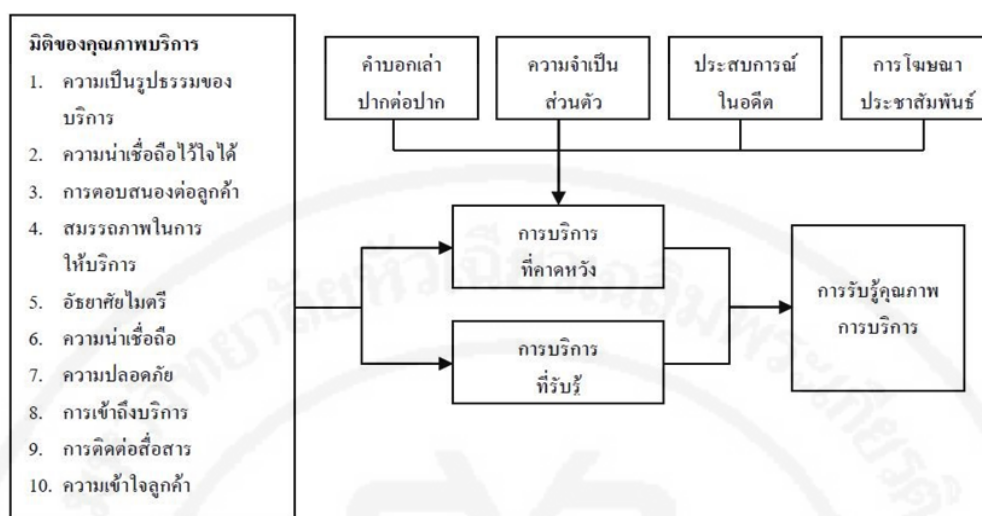 มิติของคุณภาพบริการ
1. ความเป็นรูปธรรมของ
บริการ
2. ความน่าเชื่อถือไว้ใจได้
3. การตอบสนองต่อลูกค้า
4. สมรรถภาพในการ
ให้บริการ
5. อัธยาศัยไมตรี
6. ความน่าเชื่อถือ
7. ความปลอดภัย
8. การเข้าถึงบริการ
9. การติดต่อสื่อสาร
10. ความเข้าใจลูกค้า
คำบอกเล่า
ปากต่อปาก
ความจำเป็น
ส่วนตัว
ประสบการณ์
ในอดีต
การโฆษณา
ประชาสัมพันธ์
การบริการ
ที่คาดหวัง
การบริการ
ที่รับรู้
การรับรู้คุณภาพ
การบริการ